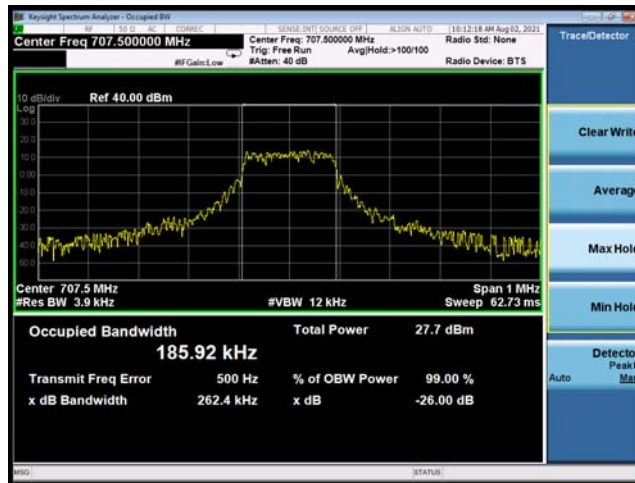 Keysight Spectrum Analyzer - Occupied BW
RF 50 Ω AC CORREC SENSE:INT SOURCE OFF ALIGN AUTO 10:12:18 AM Aug 02, 2021
Center Freq 707.500000 MHz
Center Freq: 707.500000 MHz
Radio Std: None
Trig: Free Run Avg|Hold:>100/100
#IFGain:Low #Atten: 40 dB Radio Device: BTS
Trace/Detector
10 dB/div Ref 40.00 dBm
Log
30.0
20.0
10.0
0.00
-10.0
-20.0
-30.0
-40.0
-50.0
Center 707.5 MHz Span 1 MHz
#Res BW 3.9 kHz #VBW 12 kHz Sweep 62.73 ms
Occupied Bandwidth Total Power 27.7 dBm
185.92 kHz
Transmit Freq Error 500 Hz % of OBW Power 99.00 %
x dB Bandwidth 262.4 kHz x dB -26.00 dB
Clear Write
Average
Max Hold
Min Hold
Detector
Peak
Auto Ma
MSG STATUS